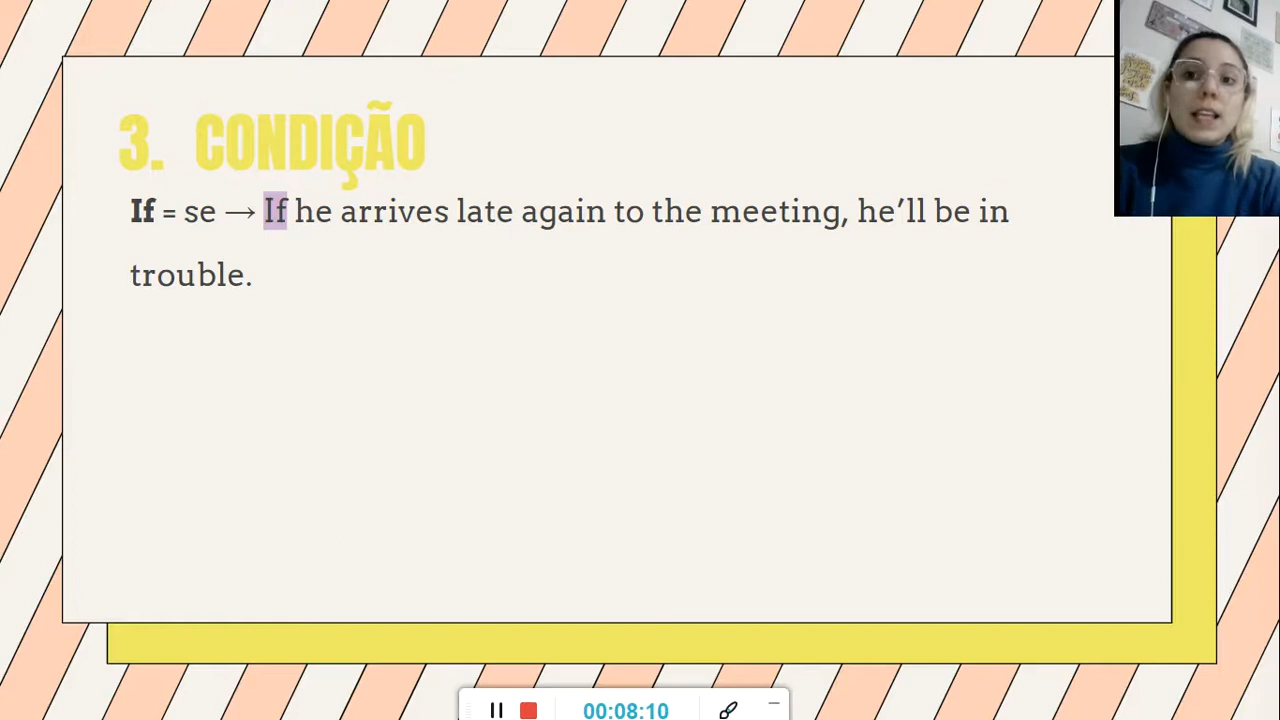 3. CONDIÇÃO
If = se → If he arrives late again to the meeting, he’ll be in
trouble.
00:08:10